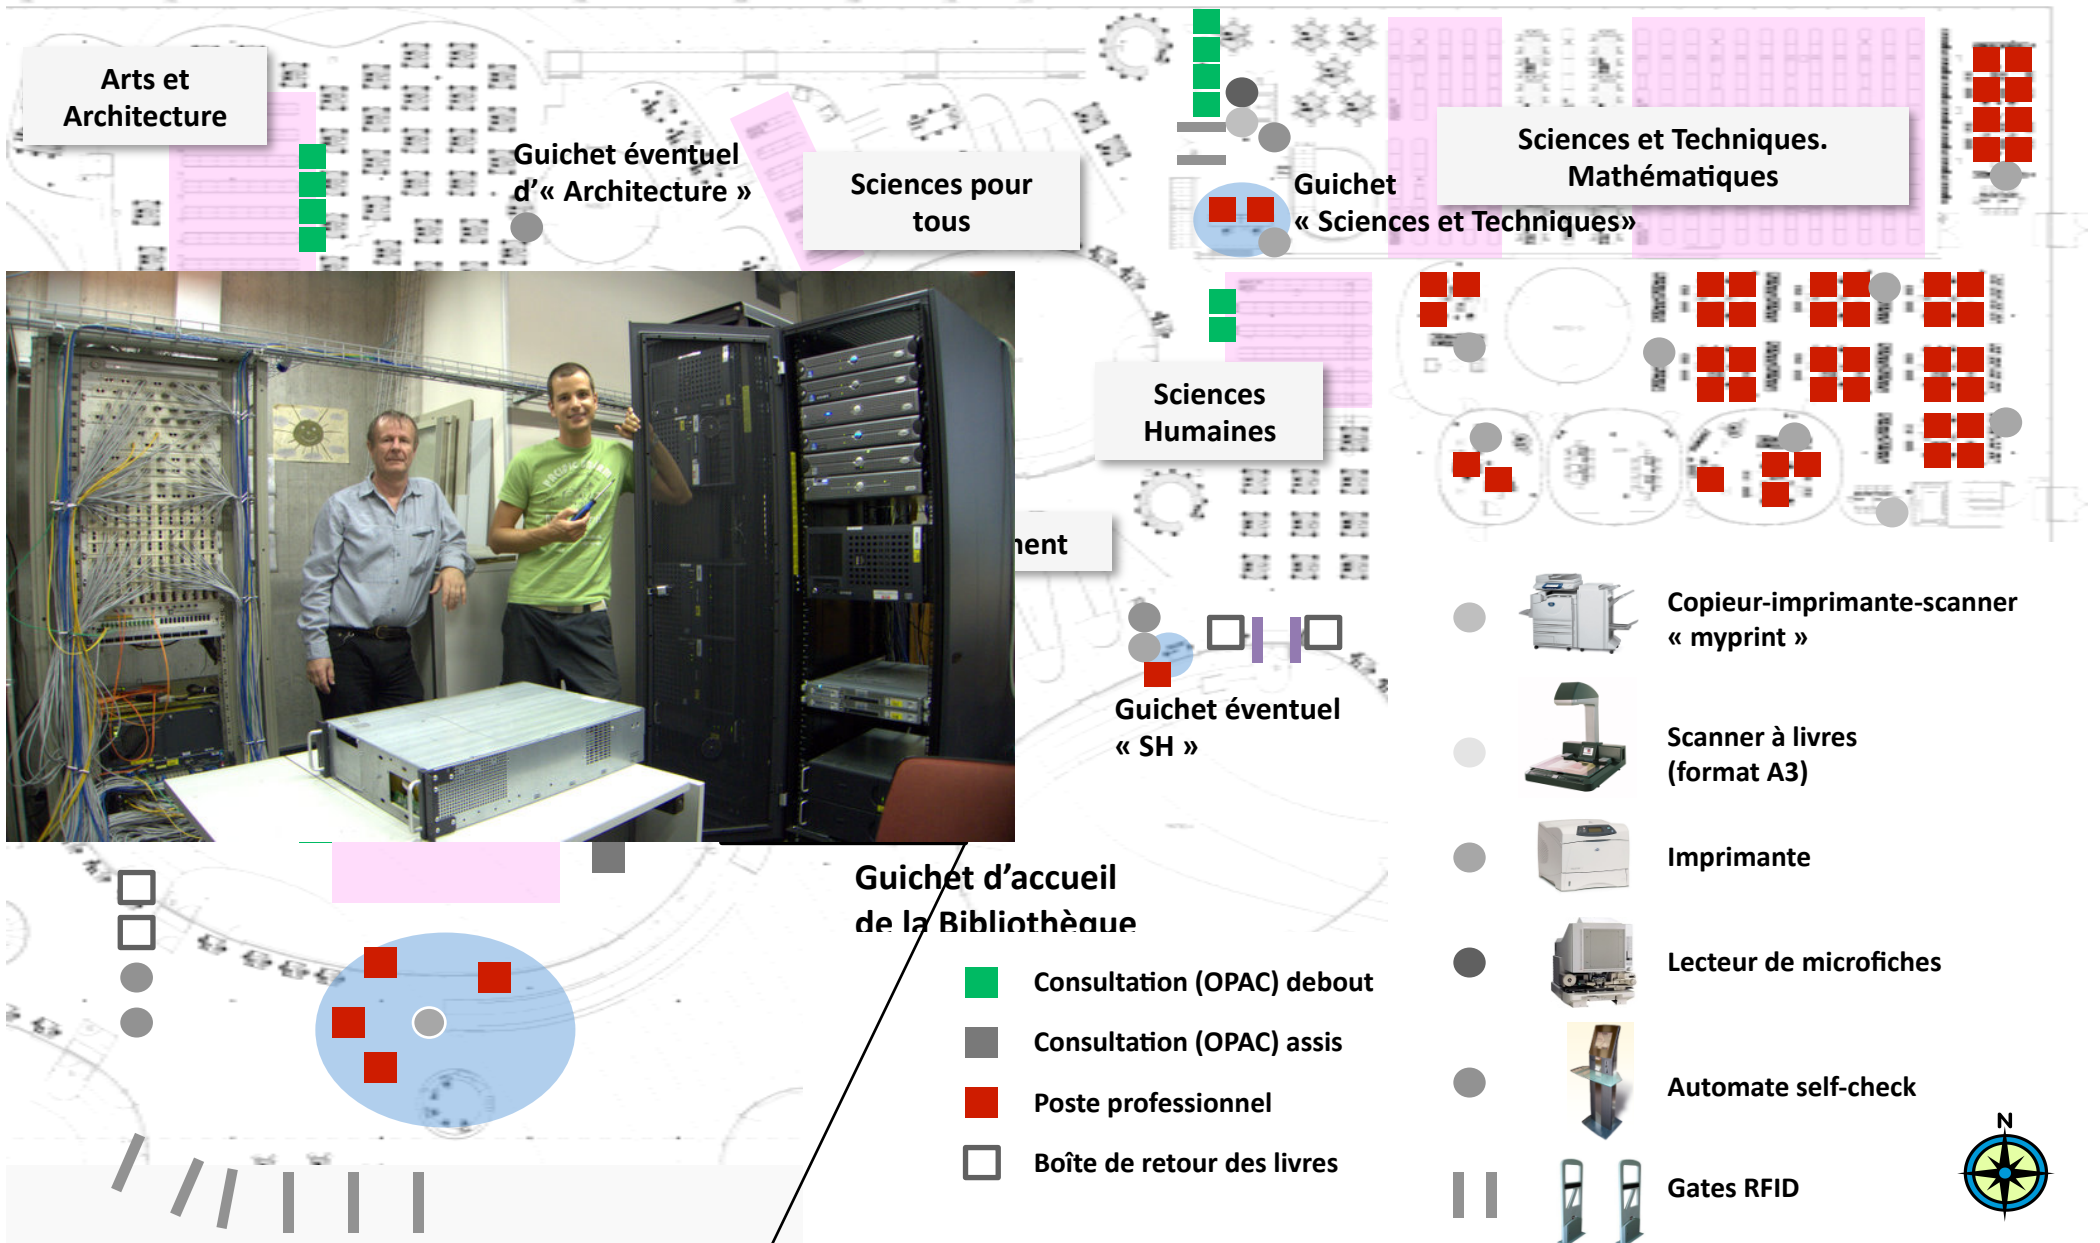 Arts et
Architecture
Guichet éventuel
d'« Architecture »
Sciences pour
tous
Sciences et Techniques.
Mathématiques
Guichet
« Sciences et Techniques»
Sciences
Humaines
Guichet éventuel
« SH »
Guichet d'accueil
de la Bibliothèque
Consultation (OPAC) debout
Consultation (OPAC) assis
Poste professionnel
Boîte de retour des livres
Copieur-imprimante-scanner
« myprint »
Scanner à livres
(format A3)
Imprimante
Lecteur de microfiches
Automate self-check
Gates RFID
N